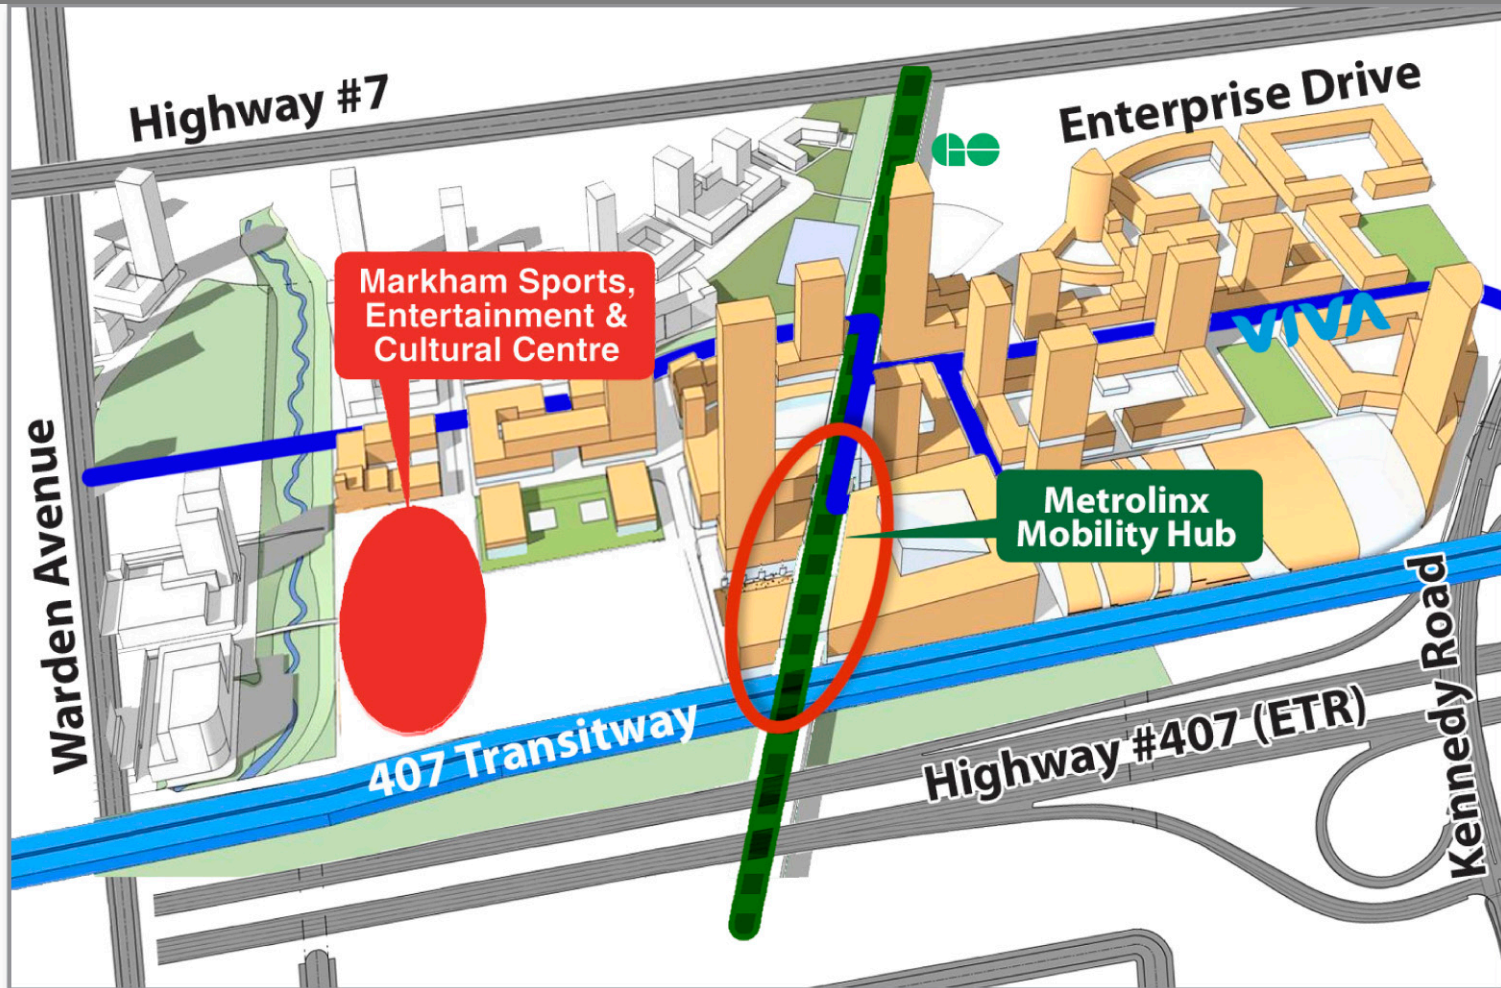 Highway #7
Enterprise Drive
GO
Markham Sports,
Entertainment &
Cultural Centre
VIVA
Warden Avenue
Metrolinx
Mobility Hub
407 Transitway
Highway #407 (ETR)
Kennedy Road